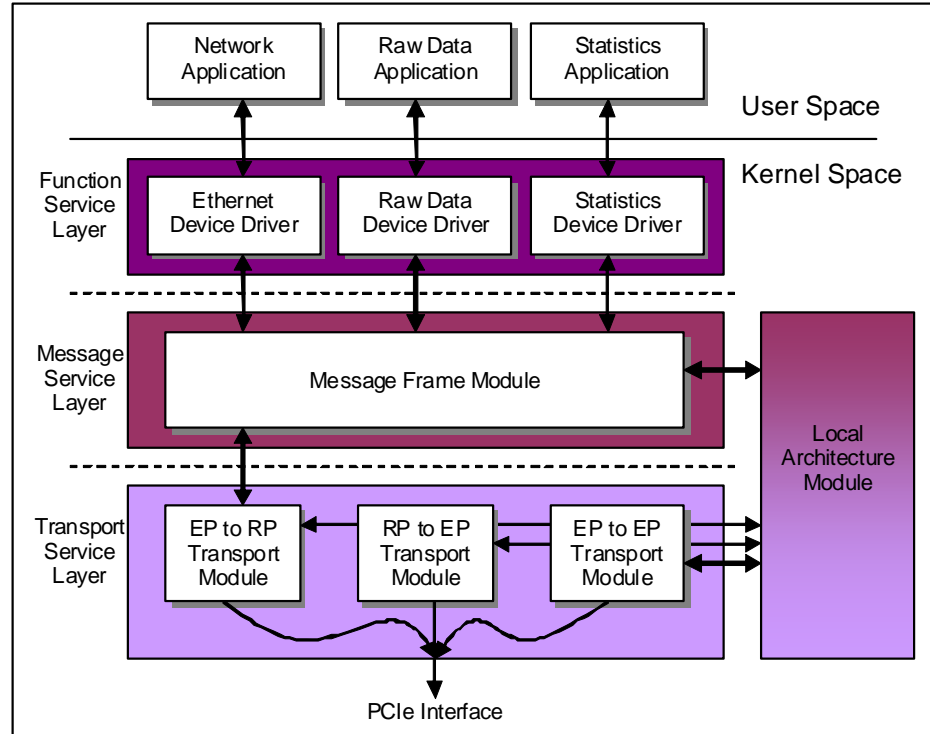 Network
Application
Raw Data
Application
Statistics
Application
User Space
Kernel Space
Function
Service
Layer
Ethernet
Device Driver
Raw Data
Device Driver
Statistics
Device Driver
Message
Service
Layer
Message Frame Module
Local
Architecture
Module
Transport
Service
Layer
EP to RP
Transport
Module
RP to EP
Transport
Module
EP to EP
Transport
Module
PCIe Interface